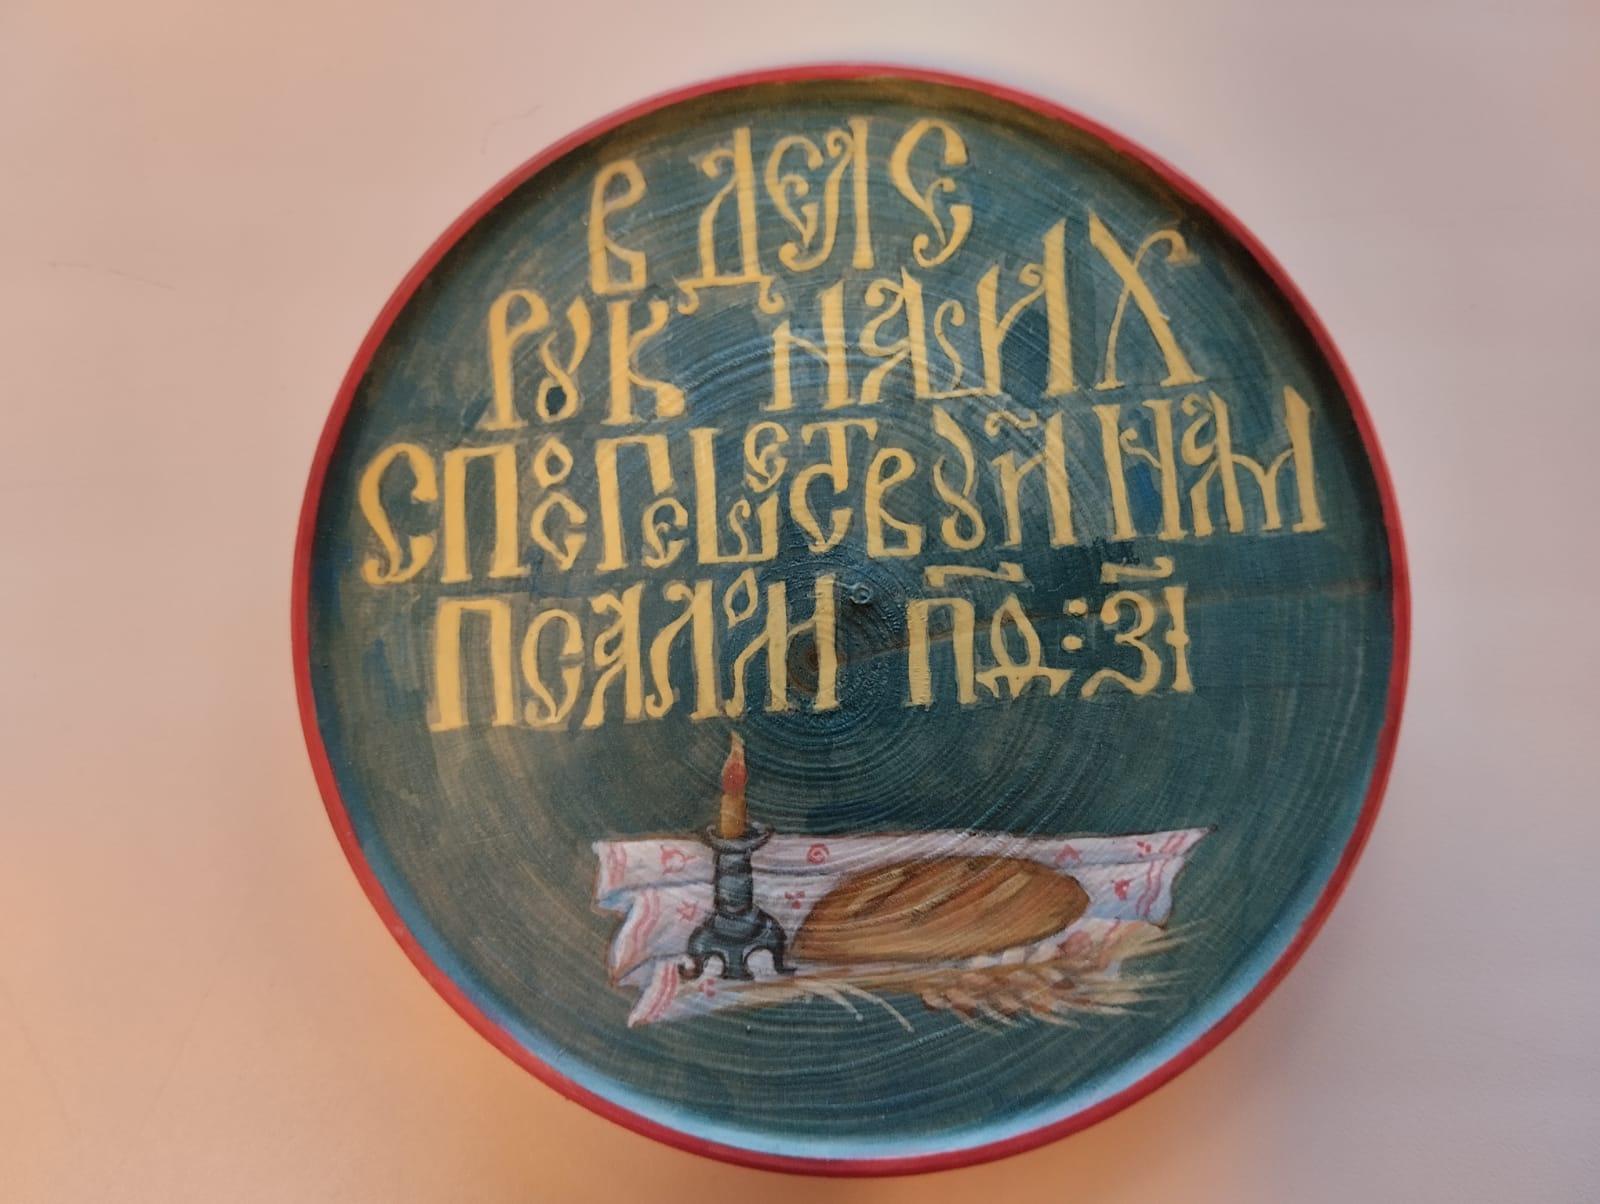 В ДЕЛЕ
РУК НАШИХ
СПОСПЕШЕСТВУЙ НАМ
ПСАЛОМ П҃Д:З҃І